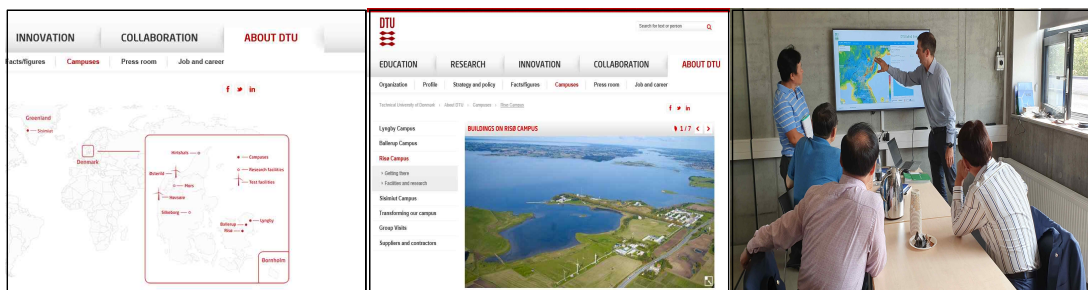 INNOVATION COLLABORATION ABOUT DTU
acts/figures Campuses Press room Job and career
Greenland
Sisimiut
Denmark
Hirtshals
Campuses
Research facilities
Test facilities
Østerild
Mors
Høvsøre
Silkeborg
Ballerup
Lyngby
Risø
Bornholm
DTU
Search for text or person
EDUCATION RESEARCH INNOVATION COLLABORATION ABOUT DTU
Organization Profile Strategy and policy Facts/figures Campuses Press room Job and career
Technical University of Denmark About DTU Campuses Risø Campus
Lyngby Campus
Ballerup Campus
Risø Campus
Getting there
Facilities and research
Sisimiut Campus
Transforming our campus
Group Visits
Suppliers and contractors
BUILDINGS ON RISØ CAMPUS 1 / 7